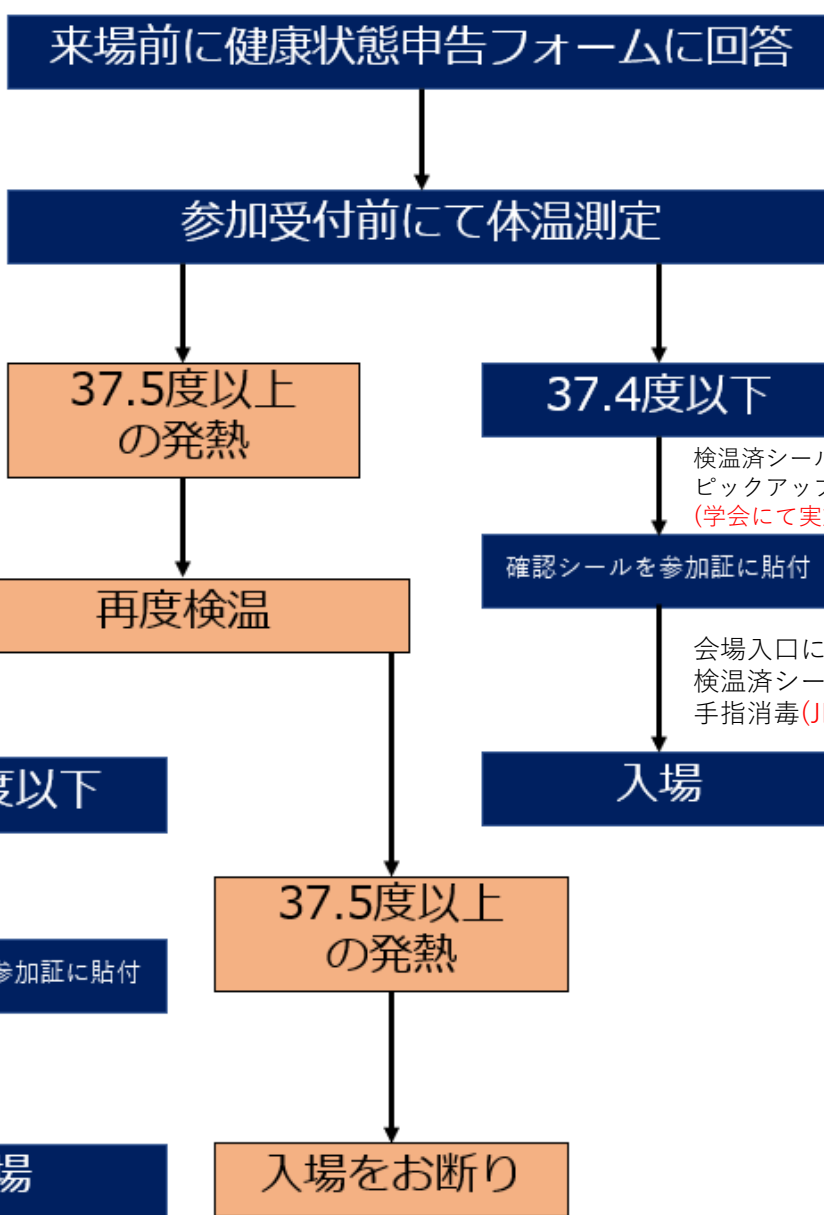 来場前に健康状態申告フォームに回答
参加受付前にて体温測定
37.5度以上
の発熱
37.4度以下
検温済シール
ピックアップ
(学会にて実
確認シールを参加証に貼付
再度検温
会場入口に
検温済シー
手指消毒(J
入場
度以下
37.5度以上
の発熱
参加証に貼付
場
入場をお断り